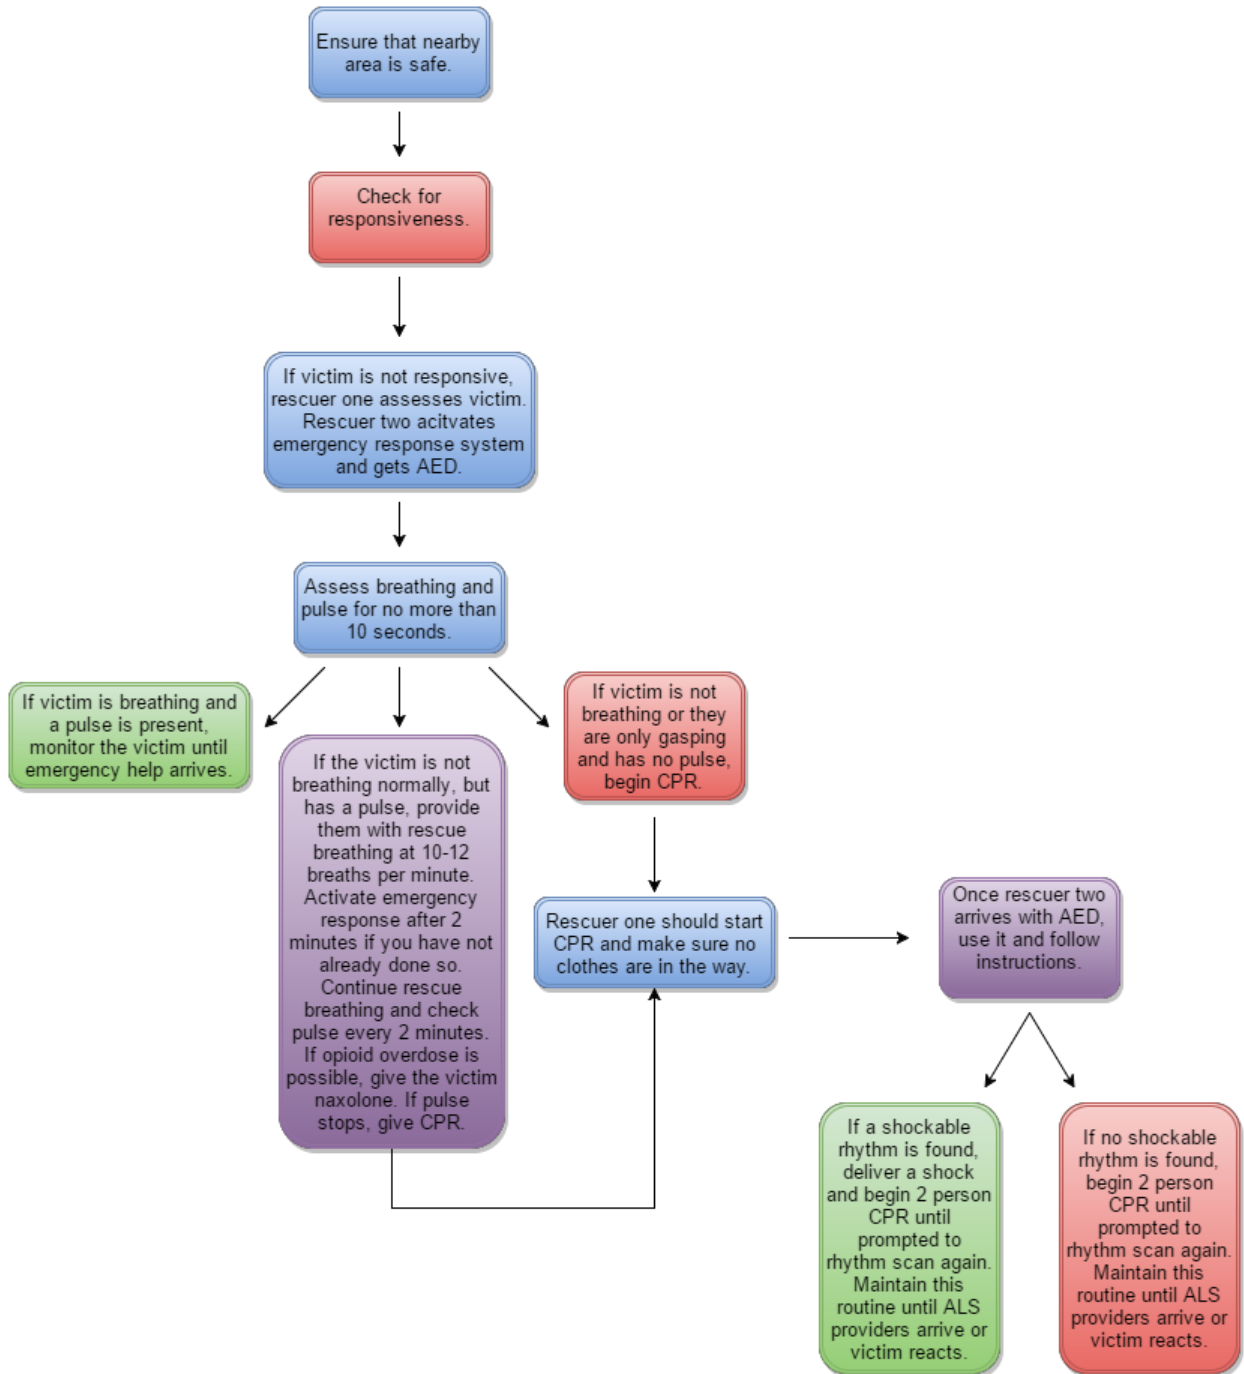 Ensure that nearby
area is safe.
Check for
responsiveness.
If victim is not responsive,
rescuer one assesses victim.
Rescuer two acitvates
emergency response system
and gets AED.
Assess breathing and
pulse for no more than
10 seconds.
If victim is breathing and
a pulse is present,
monitor the victim until
emergency help arrives.
If the victim is not
breathing normally, but
has a pulse, provide
them with rescue
breathing at 10-12
breaths per minute.
Activate emergency
response after 2
minutes if you have not
already done so.
Continue rescue
breathing and check
pulse every 2 minutes.
If opioid overdose is
possible, give the victim
naxolone. If pulse
stops, give CPR.
If victim is not
breathing or they
are only gasping
and has no pulse,
begin CPR.
Rescuer one should start
CPR and make sure no
clothes are in the way.
Once rescuer two
arrives with AED,
use it and follow
instructions.
If a shockable
rhythm is found,
deliver a shock
and begin 2 person
CPR until
prompted to
rhythm scan again.
Maintain this
routine until ALS
providers arrive or
victim reacts.
If no shockable
rhythm is found,
begin 2 person
CPR until
prompted to
rhythm scan again.
Maintain this
routine until ALS
providers arrive or
victim reacts.